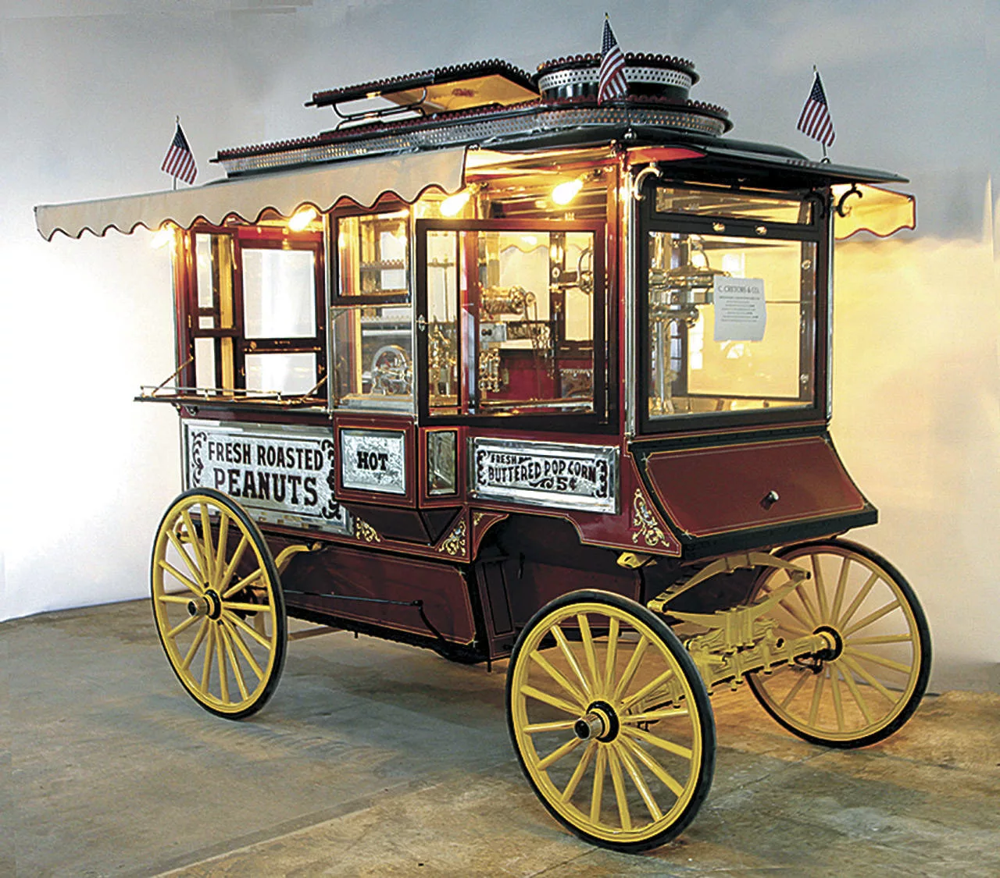 C. CRETORS & CO.
FRESH ROASTED
PEANUTS
HOT
FRESH
BUTTERED POP CORN
5¢